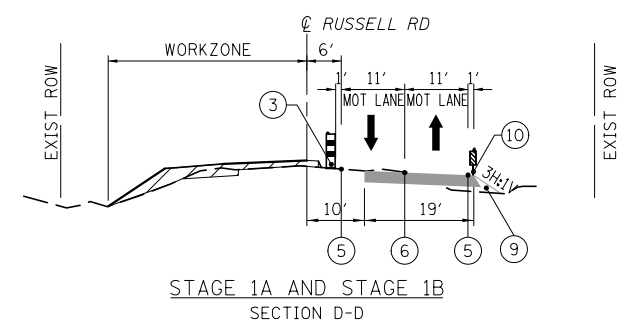 ℄ RUSSELL RD
WORKZONE
6'
1'
11'
11'
1'
MOT LANE
MOT LANE
EXIST ROW
EXIST ROW
3
10
3H:1V
10'
19'
5
6
5
9
STAGE 1A AND STAGE 1B
SECTION D-D